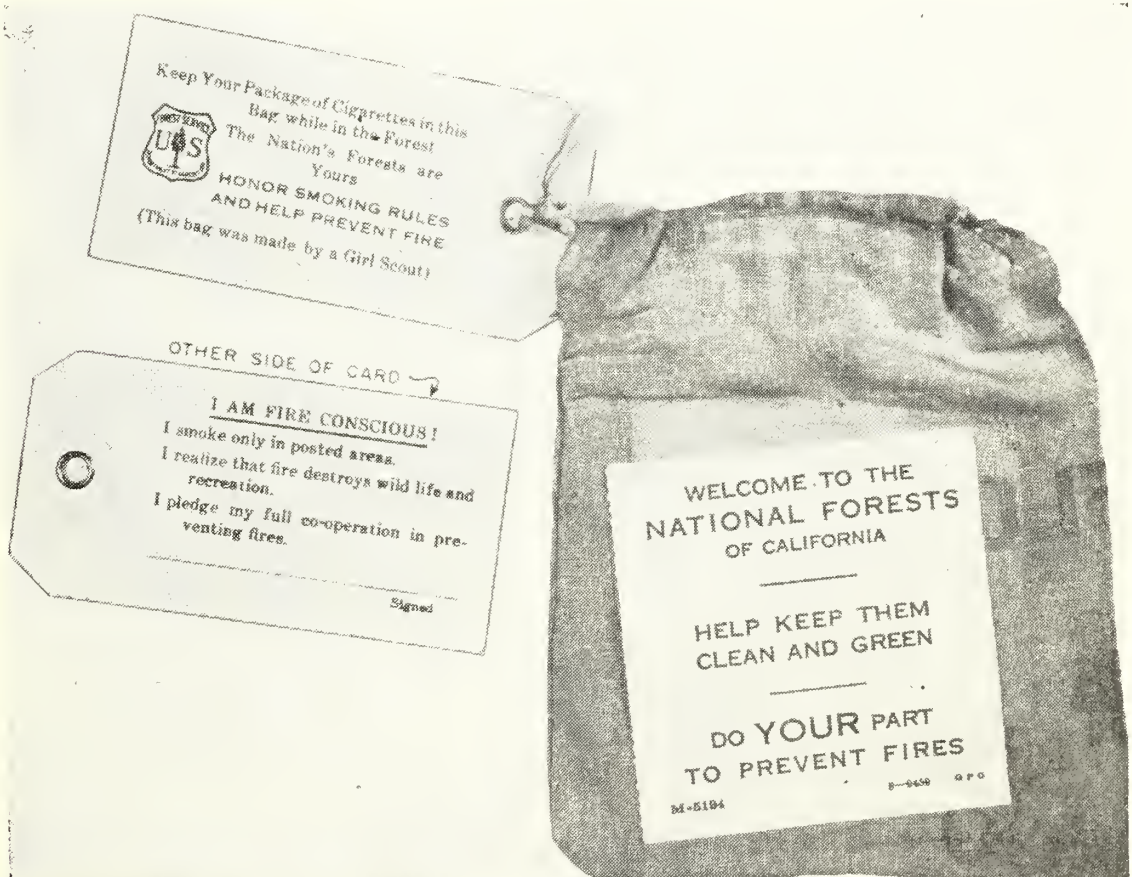 Keep Your Package of Cigarettes in this
Bag while in the Forest
The Nation's Forests are
Yours
U S
HONOR SMOKING RULES
AND HELP PREVENT FIRE
(This bag was made by a Girl Scout)
OTHER SIDE OF CARD
I AM FIRE CONSCIOUS!
I smoke only in posted areas.
I realize that fire destroys wild life and
recreation.
I pledge my full co-operation in pre-
venting fires.
Signed
WELCOME TO THE
NATIONAL FORESTS
OF CALIFORNIA
HELP KEEP THEM
CLEAN AND GREEN
DO YOUR PART
TO PREVENT FIRES
M-5194
GPO